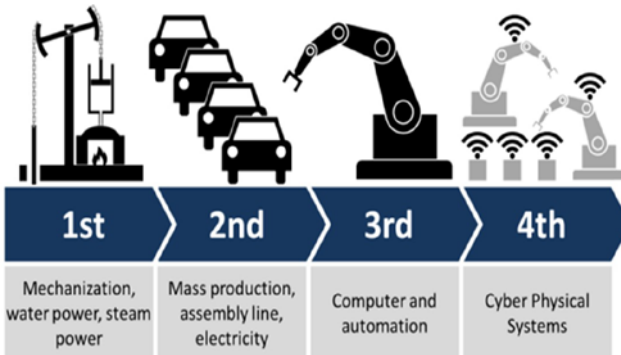 1st
2nd
3rd
4th
Mechanization,
water power, steam
power
Mass production,
assembly line,
electricity
Computer and
automation
Cyber Physical
Systems